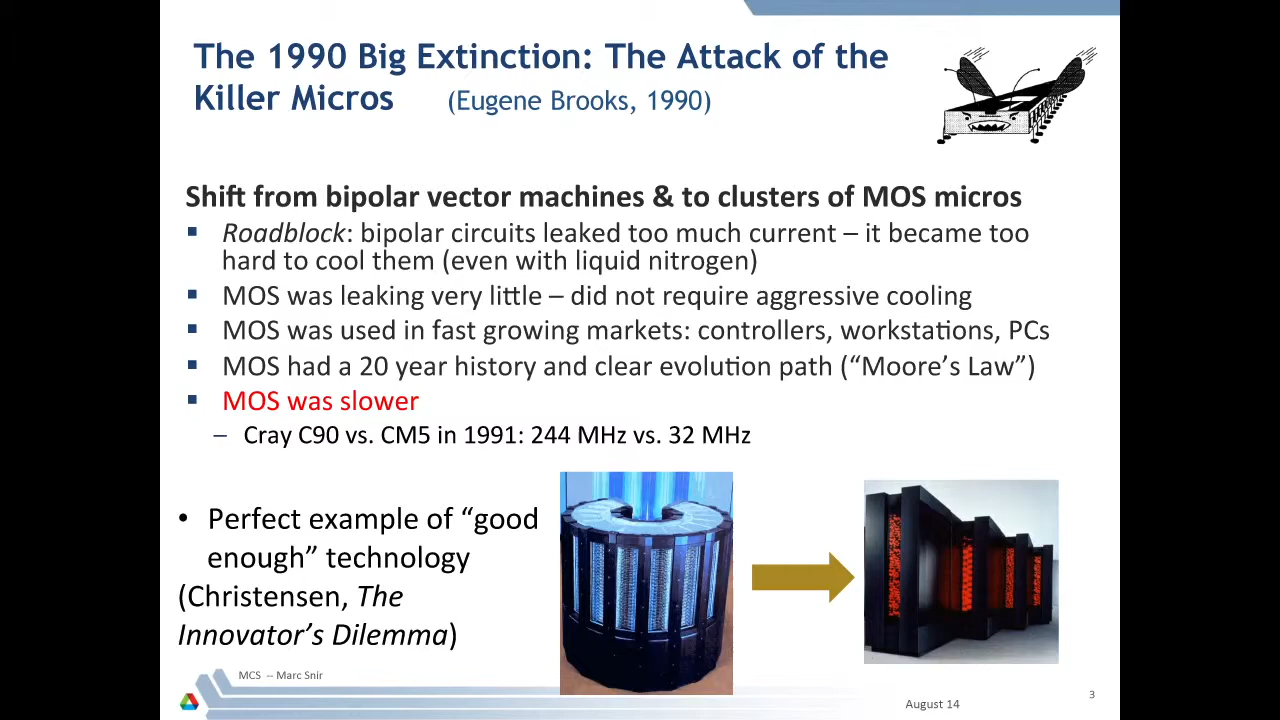 The 1990 Big Extinction: The Attack of the
Killer Micros (Eugene Brooks, 1990)
Shift from bipolar vector machines & to clusters of MOS micros
▪ Roadblock: bipolar circuits leaked too much current – it became too
hard to cool them (even with liquid nitrogen)
▪ MOS was leaking very little – did not require aggressive cooling
▪ MOS was used in fast growing markets: controllers, workstations, PCs
▪ MOS had a 20 year history and clear evolution path (“Moore’s Law”)
▪ MOS was slower
– Cray C90 vs. CM5 in 1991: 244 MHz vs. 32 MHz
• Perfect example of “good
enough” technology
(Christensen, The
Innovator’s Dilemma)
MCS -- Marc Snir
August 14
3